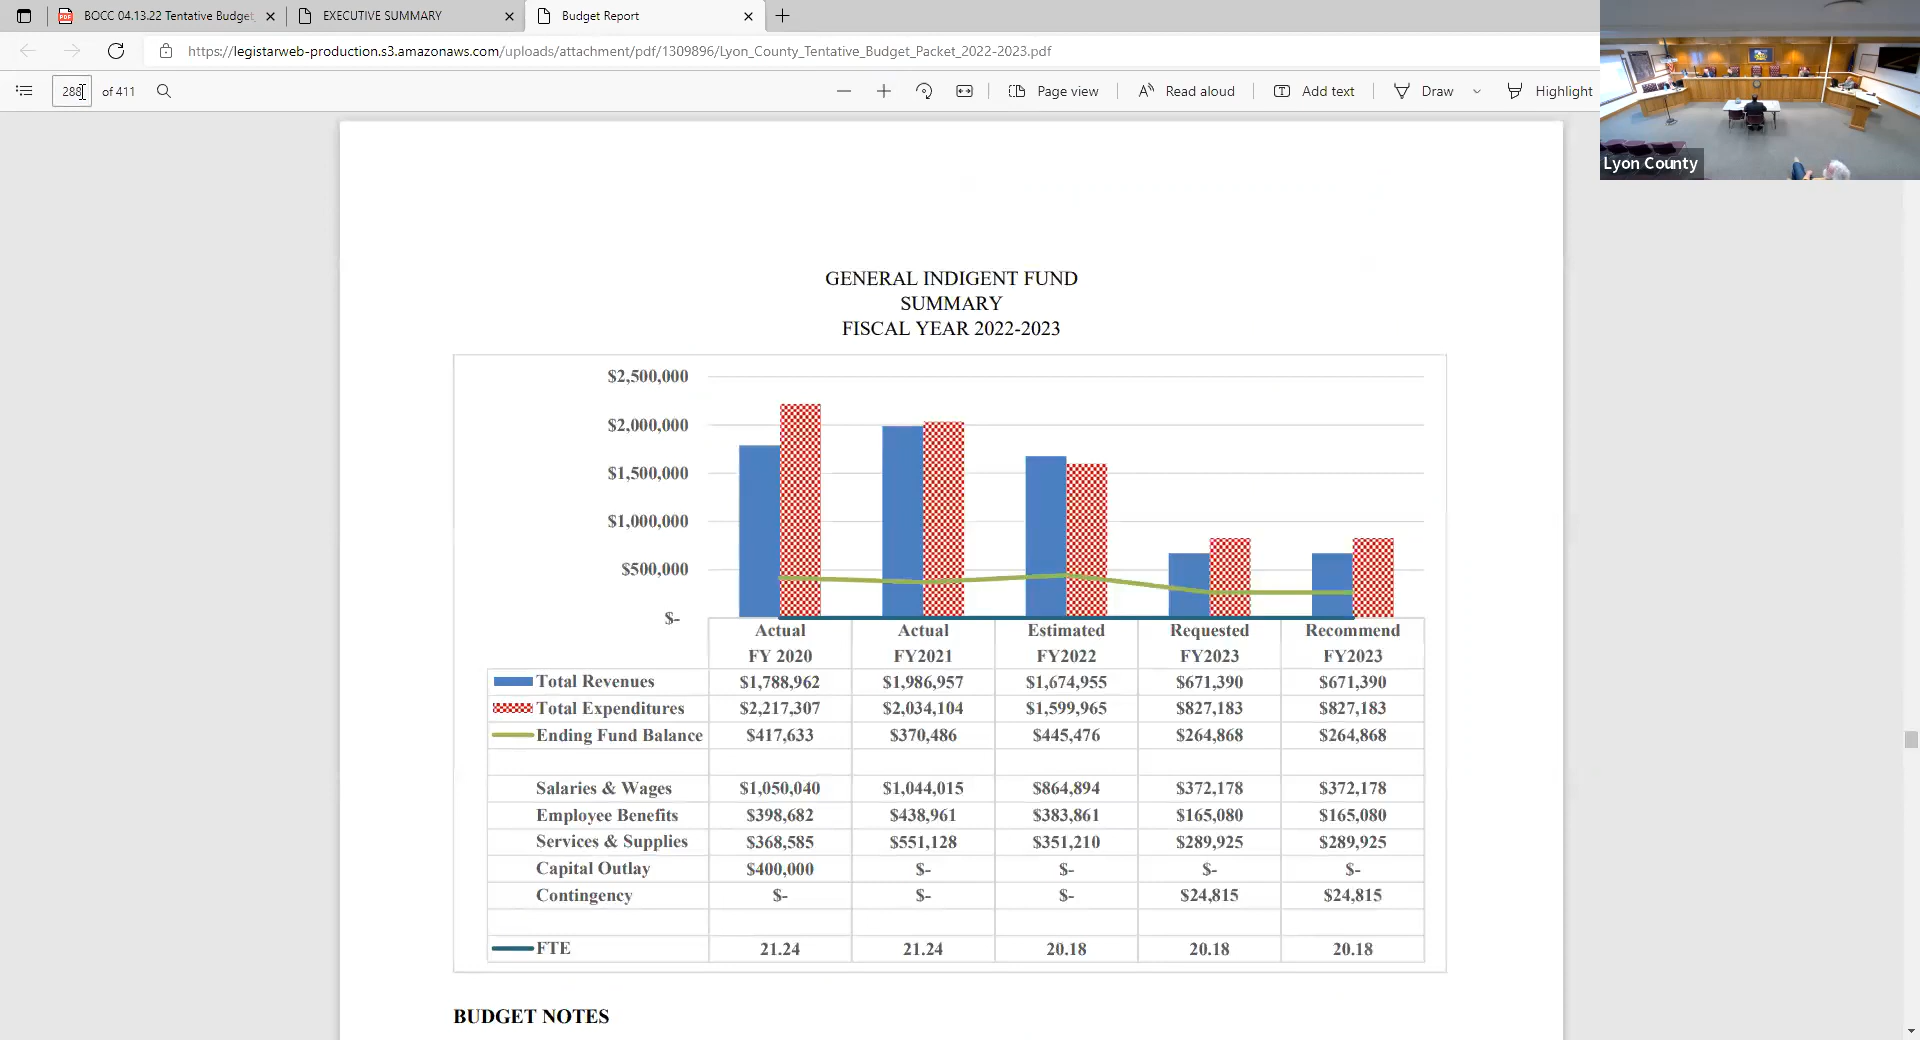 BOCC 04.13.22 Tentative Budget
EXECUTIVE SUMMARY
Budget Report
https://legistarweb-production.s3.amazonaws.com/uploads/attachment/pdf/1309896/Lyon_County_Tentative_Budget_Packet_2022-2023.pdf
288 of 411
Page view
Read aloud
Add text
Draw
Highlight
Lyon County
GENERAL INDIGENT FUND
SUMMARY
FISCAL YEAR 2022-2023
$2,500,000
$2,000,000
$1,500,000
$1,000,000
$500,000
$-
Actual Actual Estimated Requested Recommend
FY 2020 FY2021 FY2022 FY2023 FY2023
Total Revenues $1,788,962 $1,986,957 $1,674,955 $671,390 $671,390
Total Expenditures $2,217,307 $2,034,104 $1,599,965 $827,183 $827,183
Ending Fund Balance $417,633 $370,486 $445,476 $264,868 $264,868
Salaries & Wages $1,050,040 $1,044,015 $864,894 $372,178 $372,178
Employee Benefits $398,682 $438,961 $383,861 $165,080 $165,080
Services & Supplies $368,585 $551,128 $351,210 $289,925 $289,925
Capital Outlay $400,000 $- $- $- $-
Contingency $- $- $- $24,815 $24,815
FTE 21.24 21.24 20.18 20.18 20.18
BUDGET NOTES